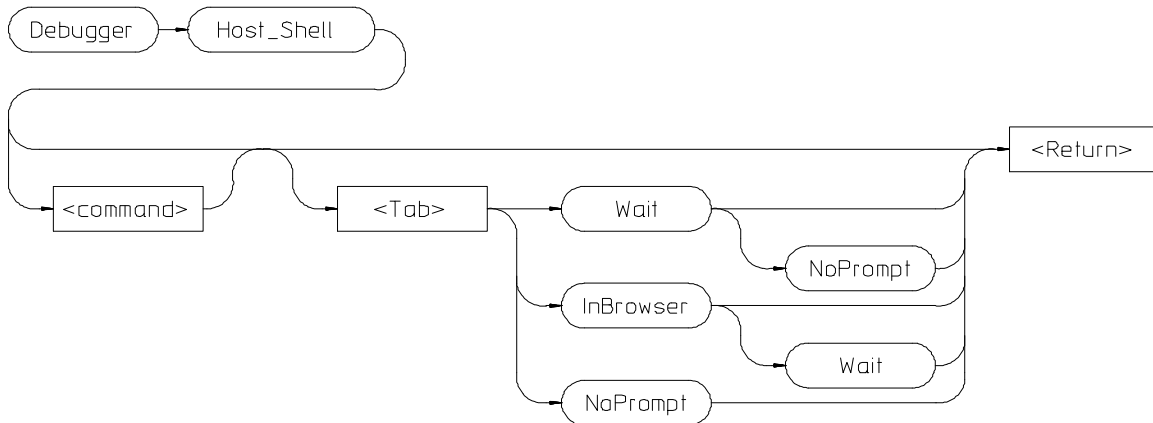 Debugger
Host_Shell
<Return>
<command>
<Tab>
Wait
NoPrompt
InBrowser
Wait
NoPrompt